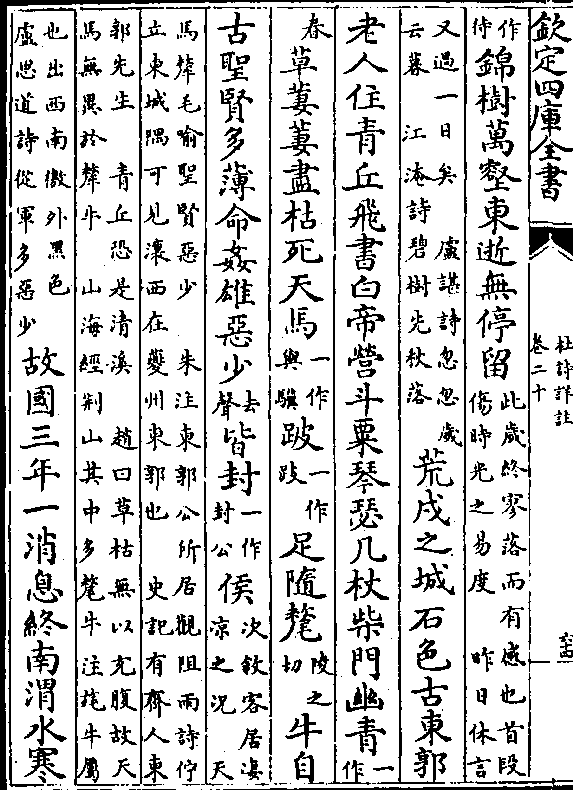 欽定四庫全書
杜詩詳註
卷二十
作待錦樹萬壑東逝無停留此歲終寥落而有感也首段傷時光之易度 昨日休言
又過一日矣 盧諶詩忽忽歲云暮 江淹詩碧樹先秋落荒戍之城石色古東郭
老人住青丘飛書白帝營斗粟琴瑟几杖柴門幽青一作
春草萋萋盡枯死天馬一作與驥跛一作跂足隨氂陵之切牛自
古聖賢多薄命姦雄惡少去聲皆封一作封公侯次敘客居凄涼之況 天
馬犛毛喻聖賢惡少 朱注東郭公所居觀阻雨詩佇
立東城隅可見瀼西在夔州東郭也 史記有齊人東
郭先生 青丘恐是清溪 趙曰草枯無以充腹故天
馬無異於犛牛 山海經荆山其中多氂牛注旄牛屬
也出西南徼外黑色 盧思道詩從軍多惡少故國三年一消息終南渭水寒